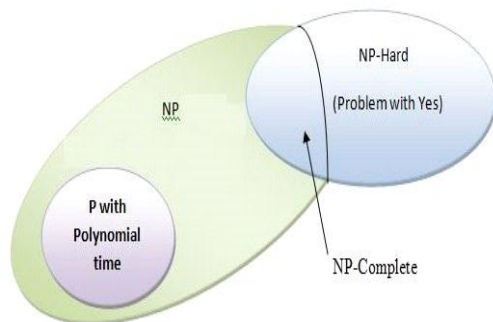 NP-Hard
(Problem with Yes)
NP
P with
Polynomial
time
NP-Complete